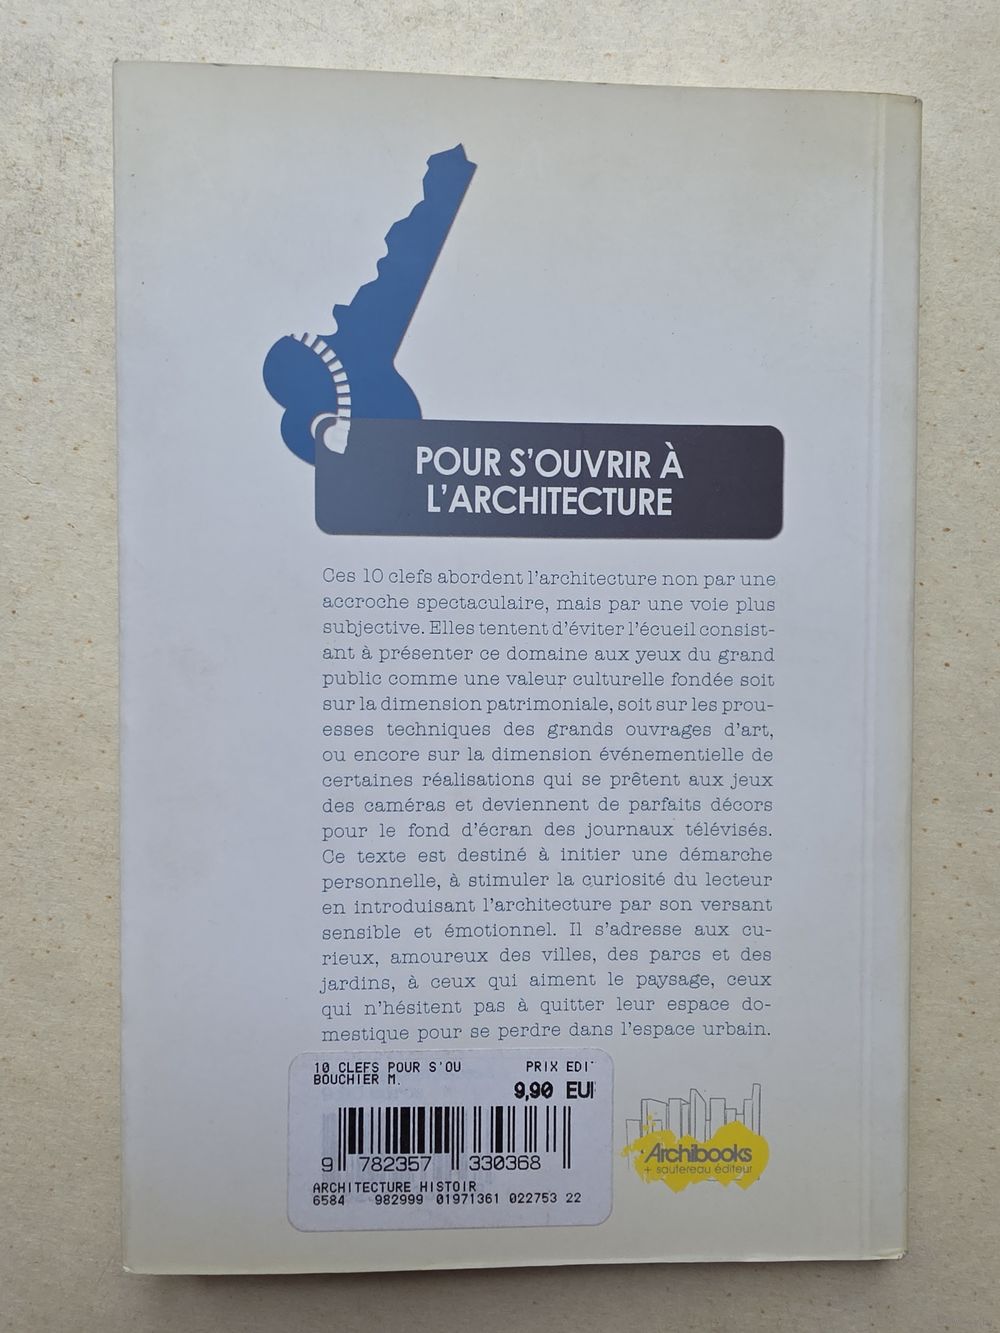 POUR S'OUVRIR À
L'ARCHITECTURE
Ces 10 clefs abordent l'architecture non par une
accroche spectaculaire, mais par une voie plus
subjective. Elles tentent d'éviter l'écueil consist-
ant à présenter ce domaine aux yeux du grand
public comme une valeur culturelle fondée soit
sur la dimension patrimoniale, soit sur les prou-
esses techniques des grands ouvrages d'art,
ou encore sur la dimension événementielle de
certaines réalisations qui se prêtent aux jeux
des caméras et deviennent de parfaits décors
pour le fond d'écran des journaux télévisés.
Ce texte est destiné à initier une démarche
personnelle, à stimuler la curiosité du lecteur
en introduisant l'architecture par son versant
sensible et émotionnel. Il s'adresse aux cu-
rieux, amoureux des villes, des parcs et des
jardins, à ceux qui aiment le paysage, ceux
qui n'hésitent pas à quitter leur espace do-
mestique pour se perdre dans l'espace urbain.
10 CLEFS POUR S'OU PRIX EDI
BOUCHIER M.
9,90 EU
9 782357 330368
ARCHITECTURE HISTOIR
6584 982999 01971361 022753 22
Archibooks
+ sautereau éditeur